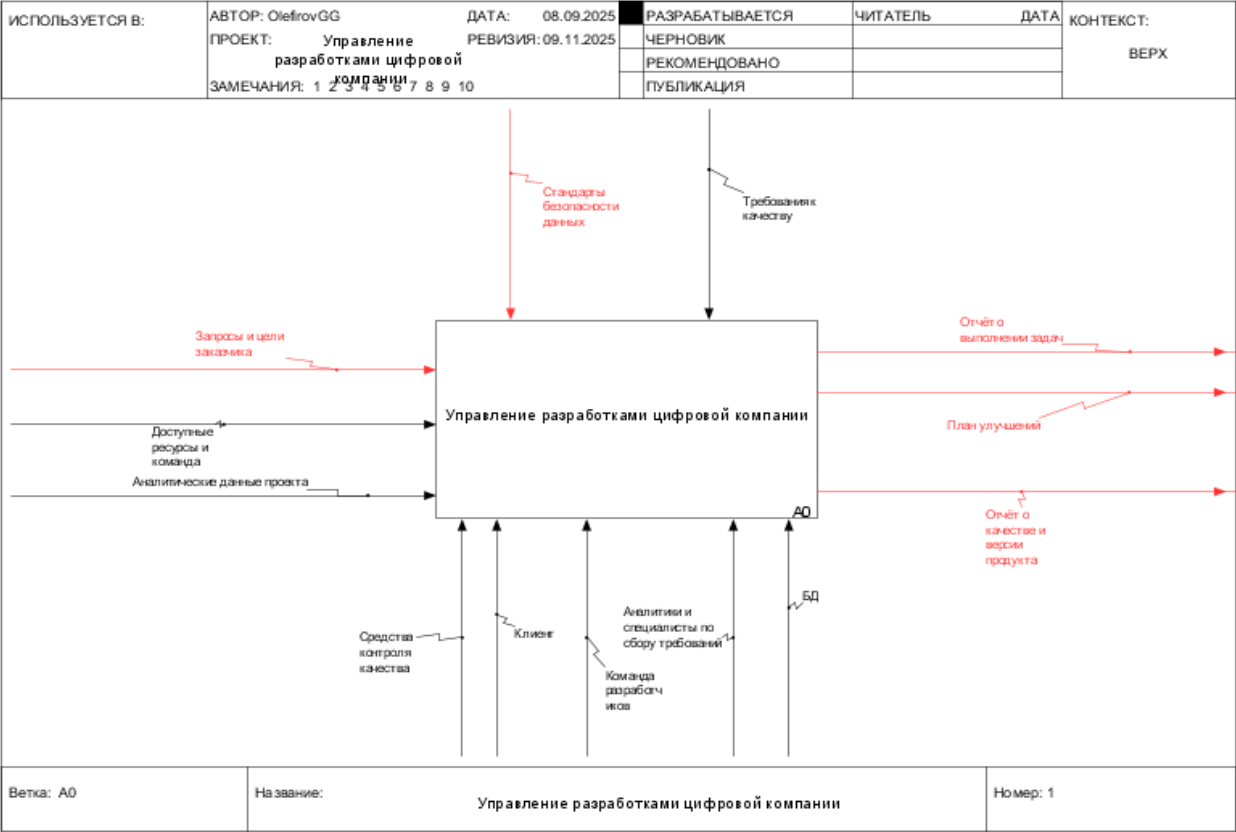 ИСПОЛЬЗУЕТСЯ В:
АВТОР: OlefirovGG
ДАТА: 08.09.2025
ПРОЕКТ: Управление
разработками цифровой
компании
РЕВИЗИЯ: 09.11.2025
ЗАМЕЧАНИЯ: 1 2 3 4 5 6 7 8 9 10
РАЗРАБАТЫВАЕТСЯ
ЧЕРНОВИК
РЕКОМЕНДОВАНО
ПУБЛИКАЦИЯ
ЧИТАТЕЛЬ ДАТА
КОНТЕКСТ:
ВЕРХ
Стандарты
безопасности
данных
Требования к
качеству
Запросы и цели
заказчика
Доступные
ресурсы и
команда
Аналитические данные проекта
Управление разработками цифровой компании
A0
Отчёт о
выполнении задач
План улучшений
Отчёт о
качестве и
версии
продукта
Средства
контроля
качества
Клиент
Команда
разработч
иков
Аналитики и
специалисты по
сбору требований
БД
Ветка: A0
Название:
Управление разработками цифровой компании
Номер: 1